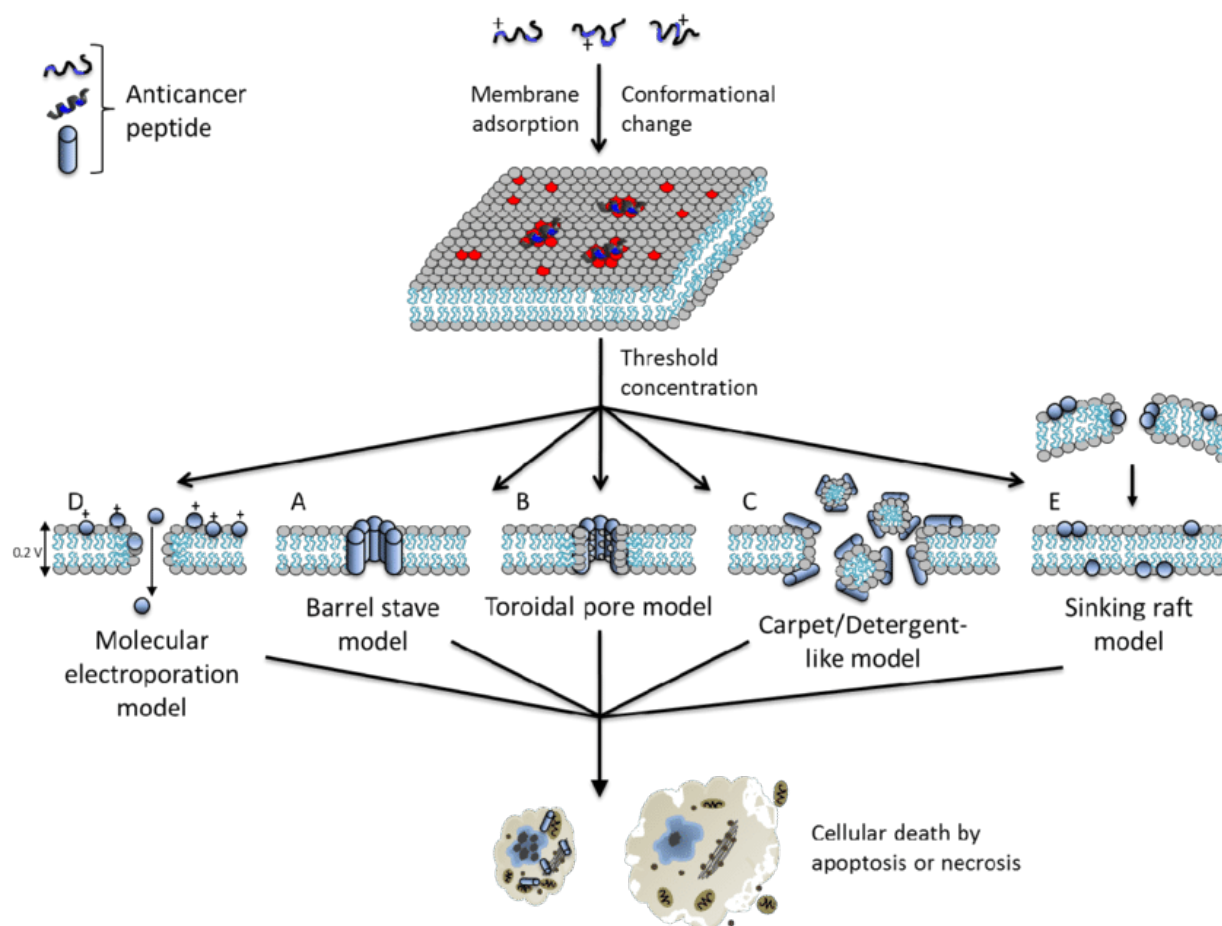 +
+
+
Anticancer
peptide
Membrane
adsorption
Conformational
change
Threshold
concentration
D
A
B
C
E
+
+
+
+
+
0.2 V
Molecular
electroporation
model
Barrel stave
model
Toroidal pore model
Carpet/Detergent-
like model
Sinking raft
model
Cellular death by
apoptosis or necrosis